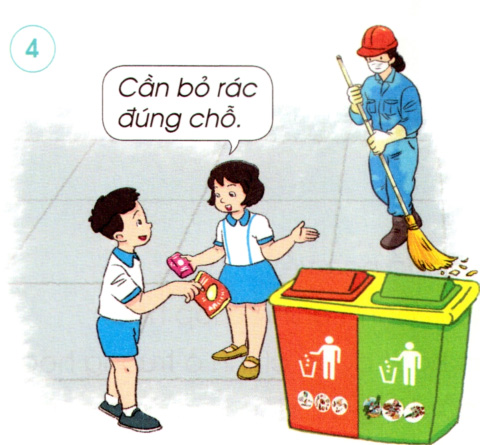 4
Cần bỏ rác
đúng chỗ.